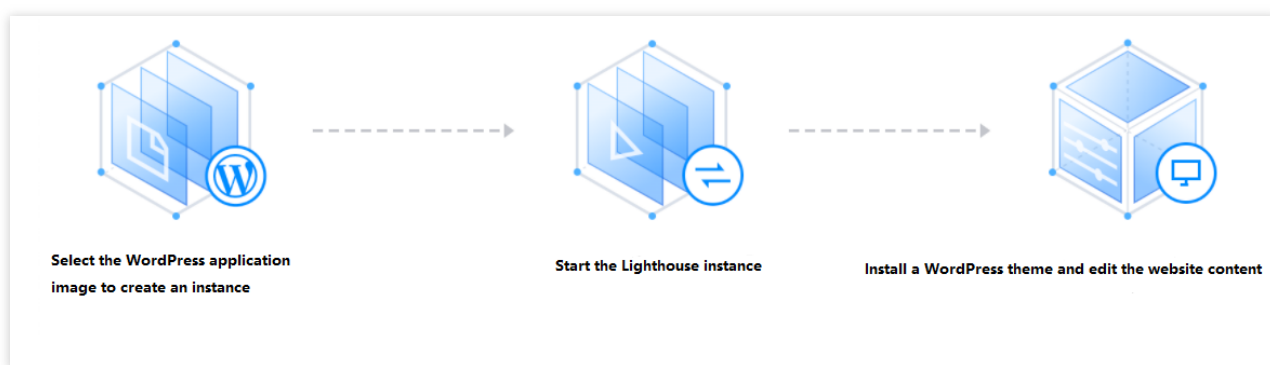 Select the WordPress application
image to create an instance
Start the Lighthouse instance
Install a WordPress theme and edit the website content